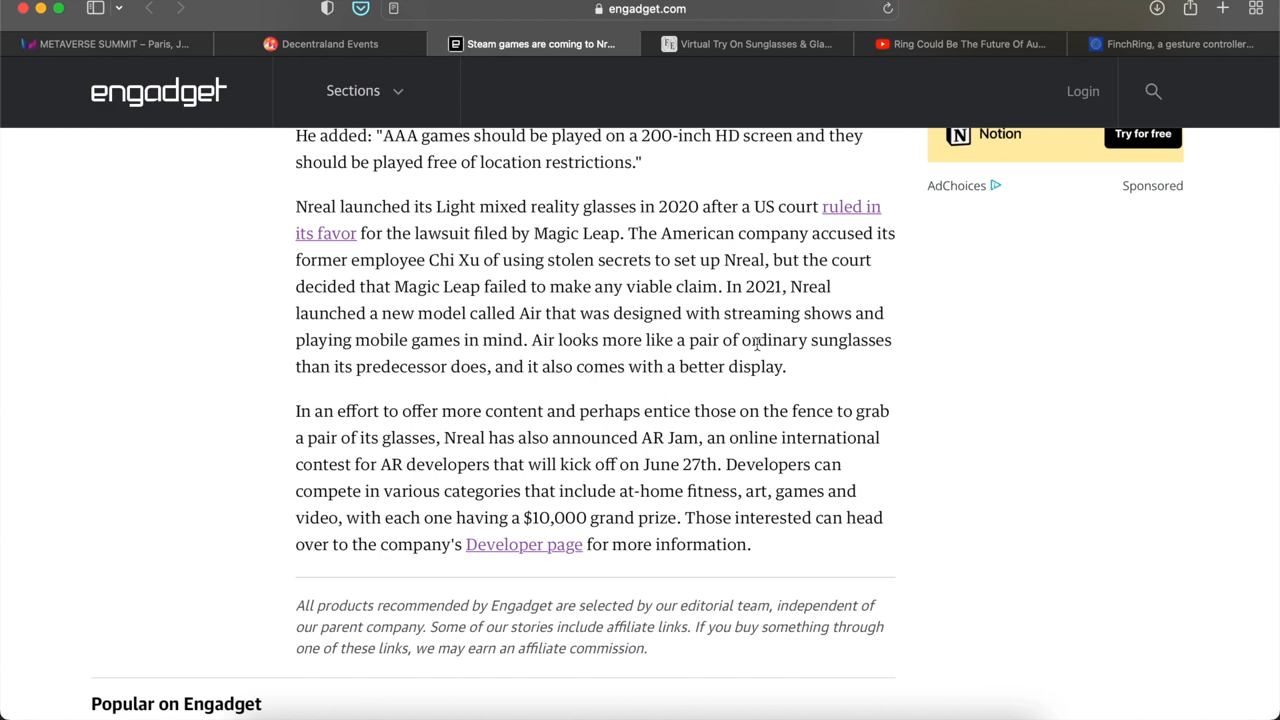 engadget.com
METAVERSE SUMMIT – Paris, J...
Decentraland Events
Steam games are coming to Nr...
Virtual Try On Sunglasses & Gla...
Ring Could Be The Future Of Au...
FinchRing, a gesture controller...
engadget
Sections
Login
He added: "AAA games should be played on a 200-inch HD screen and they
should be played free of location restrictions."
Notion
Try for free
AdChoices
Sponsored
Nreal launched its Light mixed reality glasses in 2020 after a US court ruled in
its favor for the lawsuit filed by Magic Leap. The American company accused its
former employee Chi Xu of using stolen secrets to set up Nreal, but the court
decided that Magic Leap failed to make any viable claim. In 2021, Nreal
launched a new model called Air that was designed with streaming shows and
playing mobile games in mind. Air looks more like a pair of ordinary sunglasses
than its predecessor does, and it also comes with a better display.
In an effort to offer more content and perhaps entice those on the fence to grab
a pair of its glasses, Nreal has also announced AR Jam, an online international
contest for AR developers that will kick off on June 27th. Developers can
compete in various categories that include at-home fitness, art, games and
video, with each one having a $10,000 grand prize. Those interested can head
over to the company's Developer page for more information.
All products recommended by Engadget are selected by our editorial team, independent of
our parent company. Some of our stories include affiliate links. If you buy something through
one of these links, we may earn an affiliate commission.
Popular on Engadget